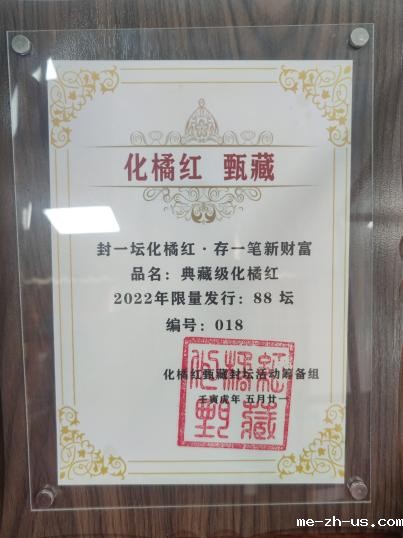 化橘红 甄藏
封一坛化橘红·存一笔新财富
品名：典藏级化橘红
2022年限量发行：88 坛
编号：018
化橘红甄藏封坛活动筹备组
壬寅虎年 五月廿一
化橘红
甄藏
me-zh-us.com